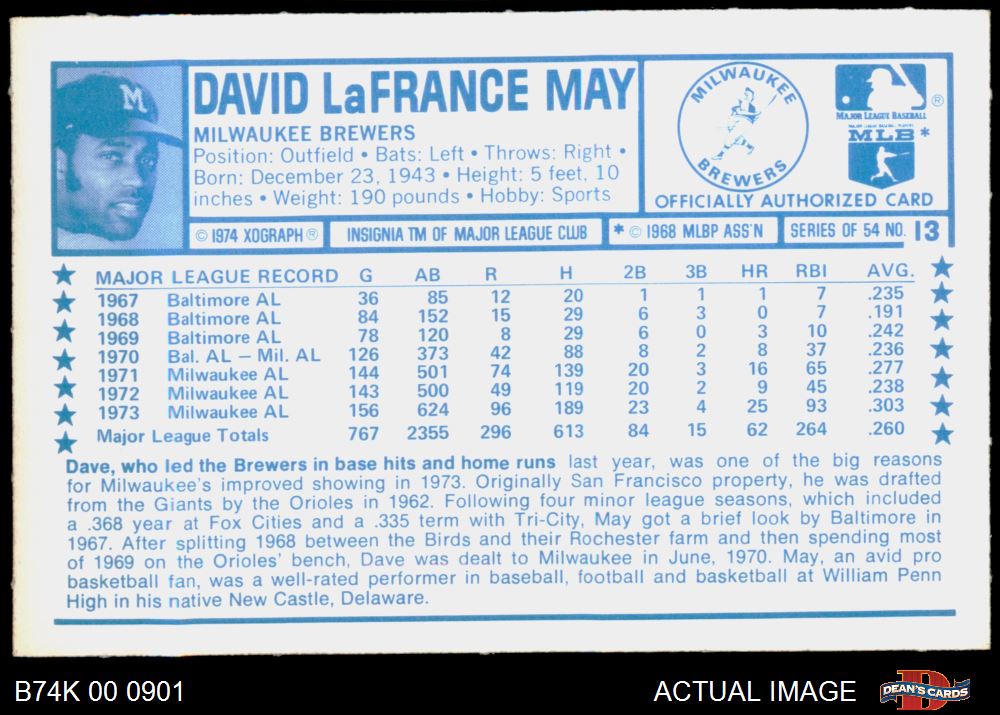 M
DAVID LaFRANCE MAY
MILWAUKEE BREWERS
Position: Outfield • Bats: Left • Throws: Right •
Born: December 23, 1943 • Height: 5 feet, 10
inches • Weight: 190 pounds • Hobby: Sports
MILWAUKEE
BREWERS
®
MAJOR LEAGUE BASEBALL
MLB *
OFFICIALLY AUTHORIZED CARD
© 1974 XOGRAPH ® INSIGNIA TM OF MAJOR LEAGUE CLUB * © 1968 MLBP ASS'N SERIES OF 54 NO. 13
MAJOR LEAGUE RECORD G AB R H 2B 3B HR RBI AVG.
1967 Baltimore AL 36 85 12 20 1 1 1 7 .235
1968 Baltimore AL 84 152 15 29 6 3 0 7 .191
1969 Baltimore AL 78 120 8 29 6 0 3 10 .242
1970 Bal. AL — Mil. AL 126 373 42 88 8 2 8 37 .236
1971 Milwaukee AL 144 501 74 139 20 3 16 65 .277
1972 Milwaukee AL 143 500 49 119 20 2 9 45 .238
1973 Milwaukee AL 156 624 96 189 23 4 25 93 .303
Major League Totals 767 2355 296 613 84 15 62 264 .260
Dave, who led the Brewers in base hits and home runs last year, was one of the big reasons
for Milwaukee's improved showing in 1973. Originally San Francisco property, he was drafted
from the Giants by the Orioles in 1962. Following four minor league seasons, which included
a .368 year at Fox Cities and a .335 term with Tri-City, May got a brief look by Baltimore in
1967. After splitting 1968 between the Birds and their Rochester farm and then spending most
of 1969 on the Orioles' bench, Dave was dealt to Milwaukee in June, 1970. May, an avid pro
basketball fan, was a well-rated performer in baseball, football and basketball at William Penn
High in his native New Castle, Delaware.
B74K 00 0901 ACTUAL IMAGE
DEAN'S CARDS